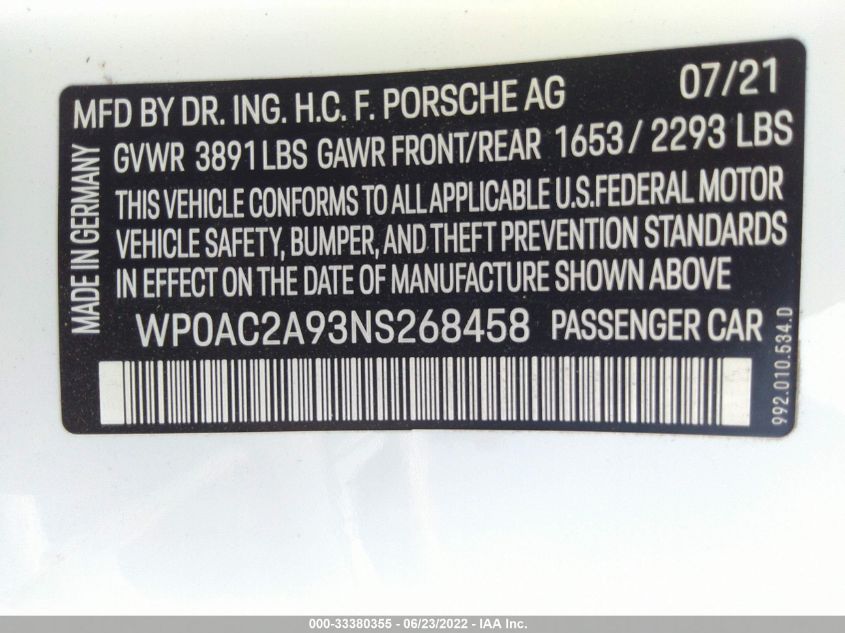 MFD BY DR. ING. H.C. F. PORSCHE AG 07/21
GVWR 3891 LBS GAWR FRONT/REAR 1653 / 2293 LBS
THIS VEHICLE CONFORMS TO ALL APPLICABLE U.S.FEDERAL MOTOR
VEHICLE SAFETY, BUMPER, AND THEFT PREVENTION STANDARDS
IN EFFECT ON THE DATE OF MANUFACTURE SHOWN ABOVE
MADE IN GERMANY
WP0AC2A93NS268458 PASSENGER CAR
992.010.534.D
000-33380355 - 06/23/2022 - IAA Inc.